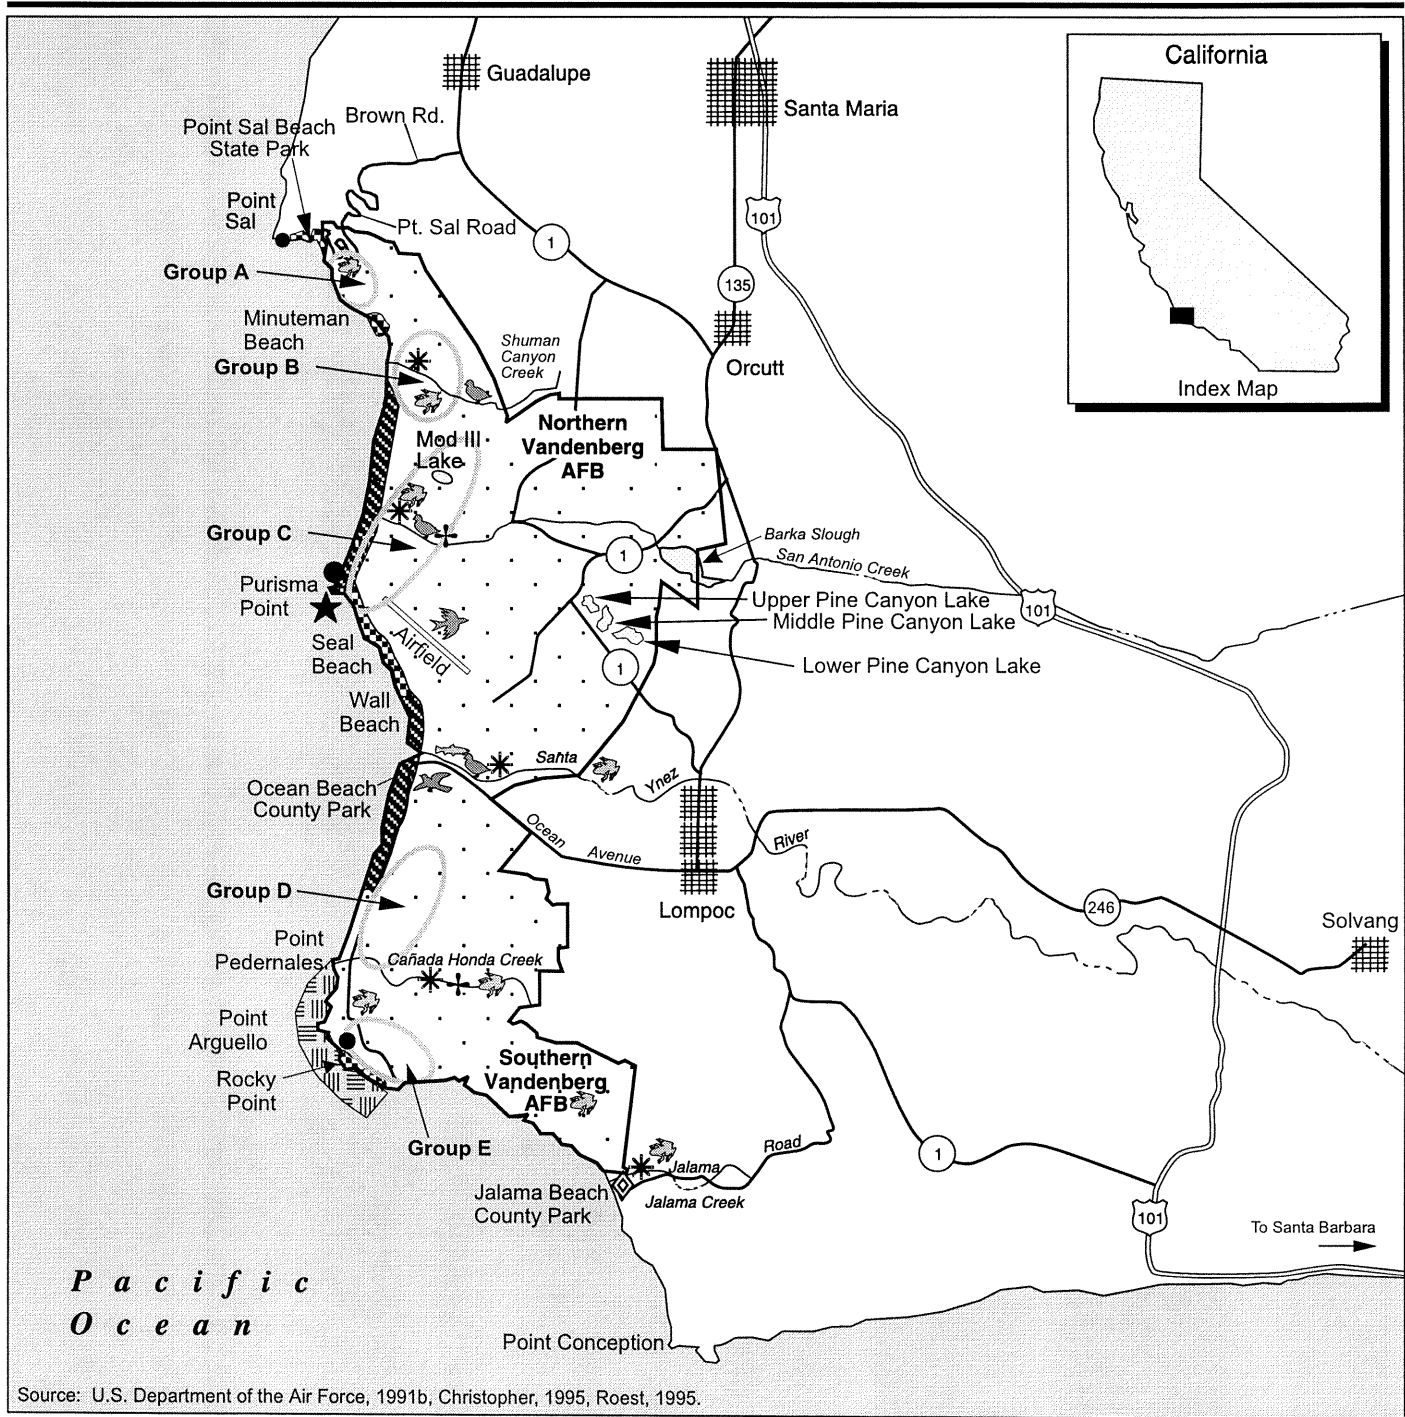 Guadalupe
Santa Maria
California
Index Map
Brown Rd.
Point Sal Beach
State Park
Point
Sal
Pt. Sal Road
1
101
135
Group A
Minuteman
Beach
Group B
Shuman
Canyon
Creek
Orcutt
Northern
Vandenberg
AFB
Mod III
Lake
Group C
1
Barka Slough
San Antonio Creek
101
Purisma
Point
Upper Pine Canyon Lake
Middle Pine Canyon Lake
Lower Pine Canyon Lake
Seal
Beach
Airfield
1
Wall
Beach
Santa
Ynez
River
Ocean Beach
County Park
Ocean
Avenue
Lompoc
246
Solvang
Group D
Point
Pedernales
Cañada Honda Creek
Point
Arguello
Rocky
Point
Southern
Vandenberg
AFB
Group E
Jalama
Road
1
Jalama Beach
County Park
Jalama Creek
101
To Santa Barbara
Pacific
Ocean
Point Conception
Source: U.S. Department of the Air Force, 1991b, Christopher, 1995, Roest, 1995.